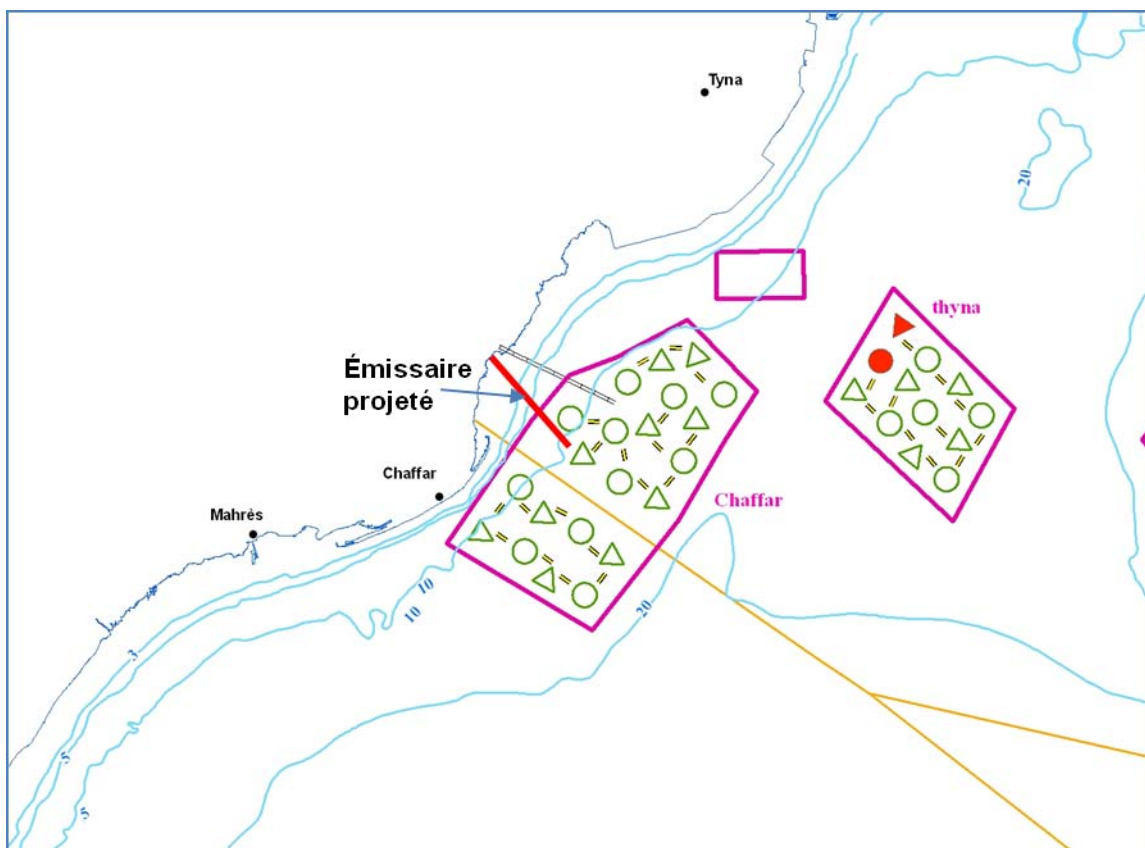 Tyna
20
thyna
Émissaire
projeté
Chaffar
Chaffar
Mahrès
10
10
20
3
5
5